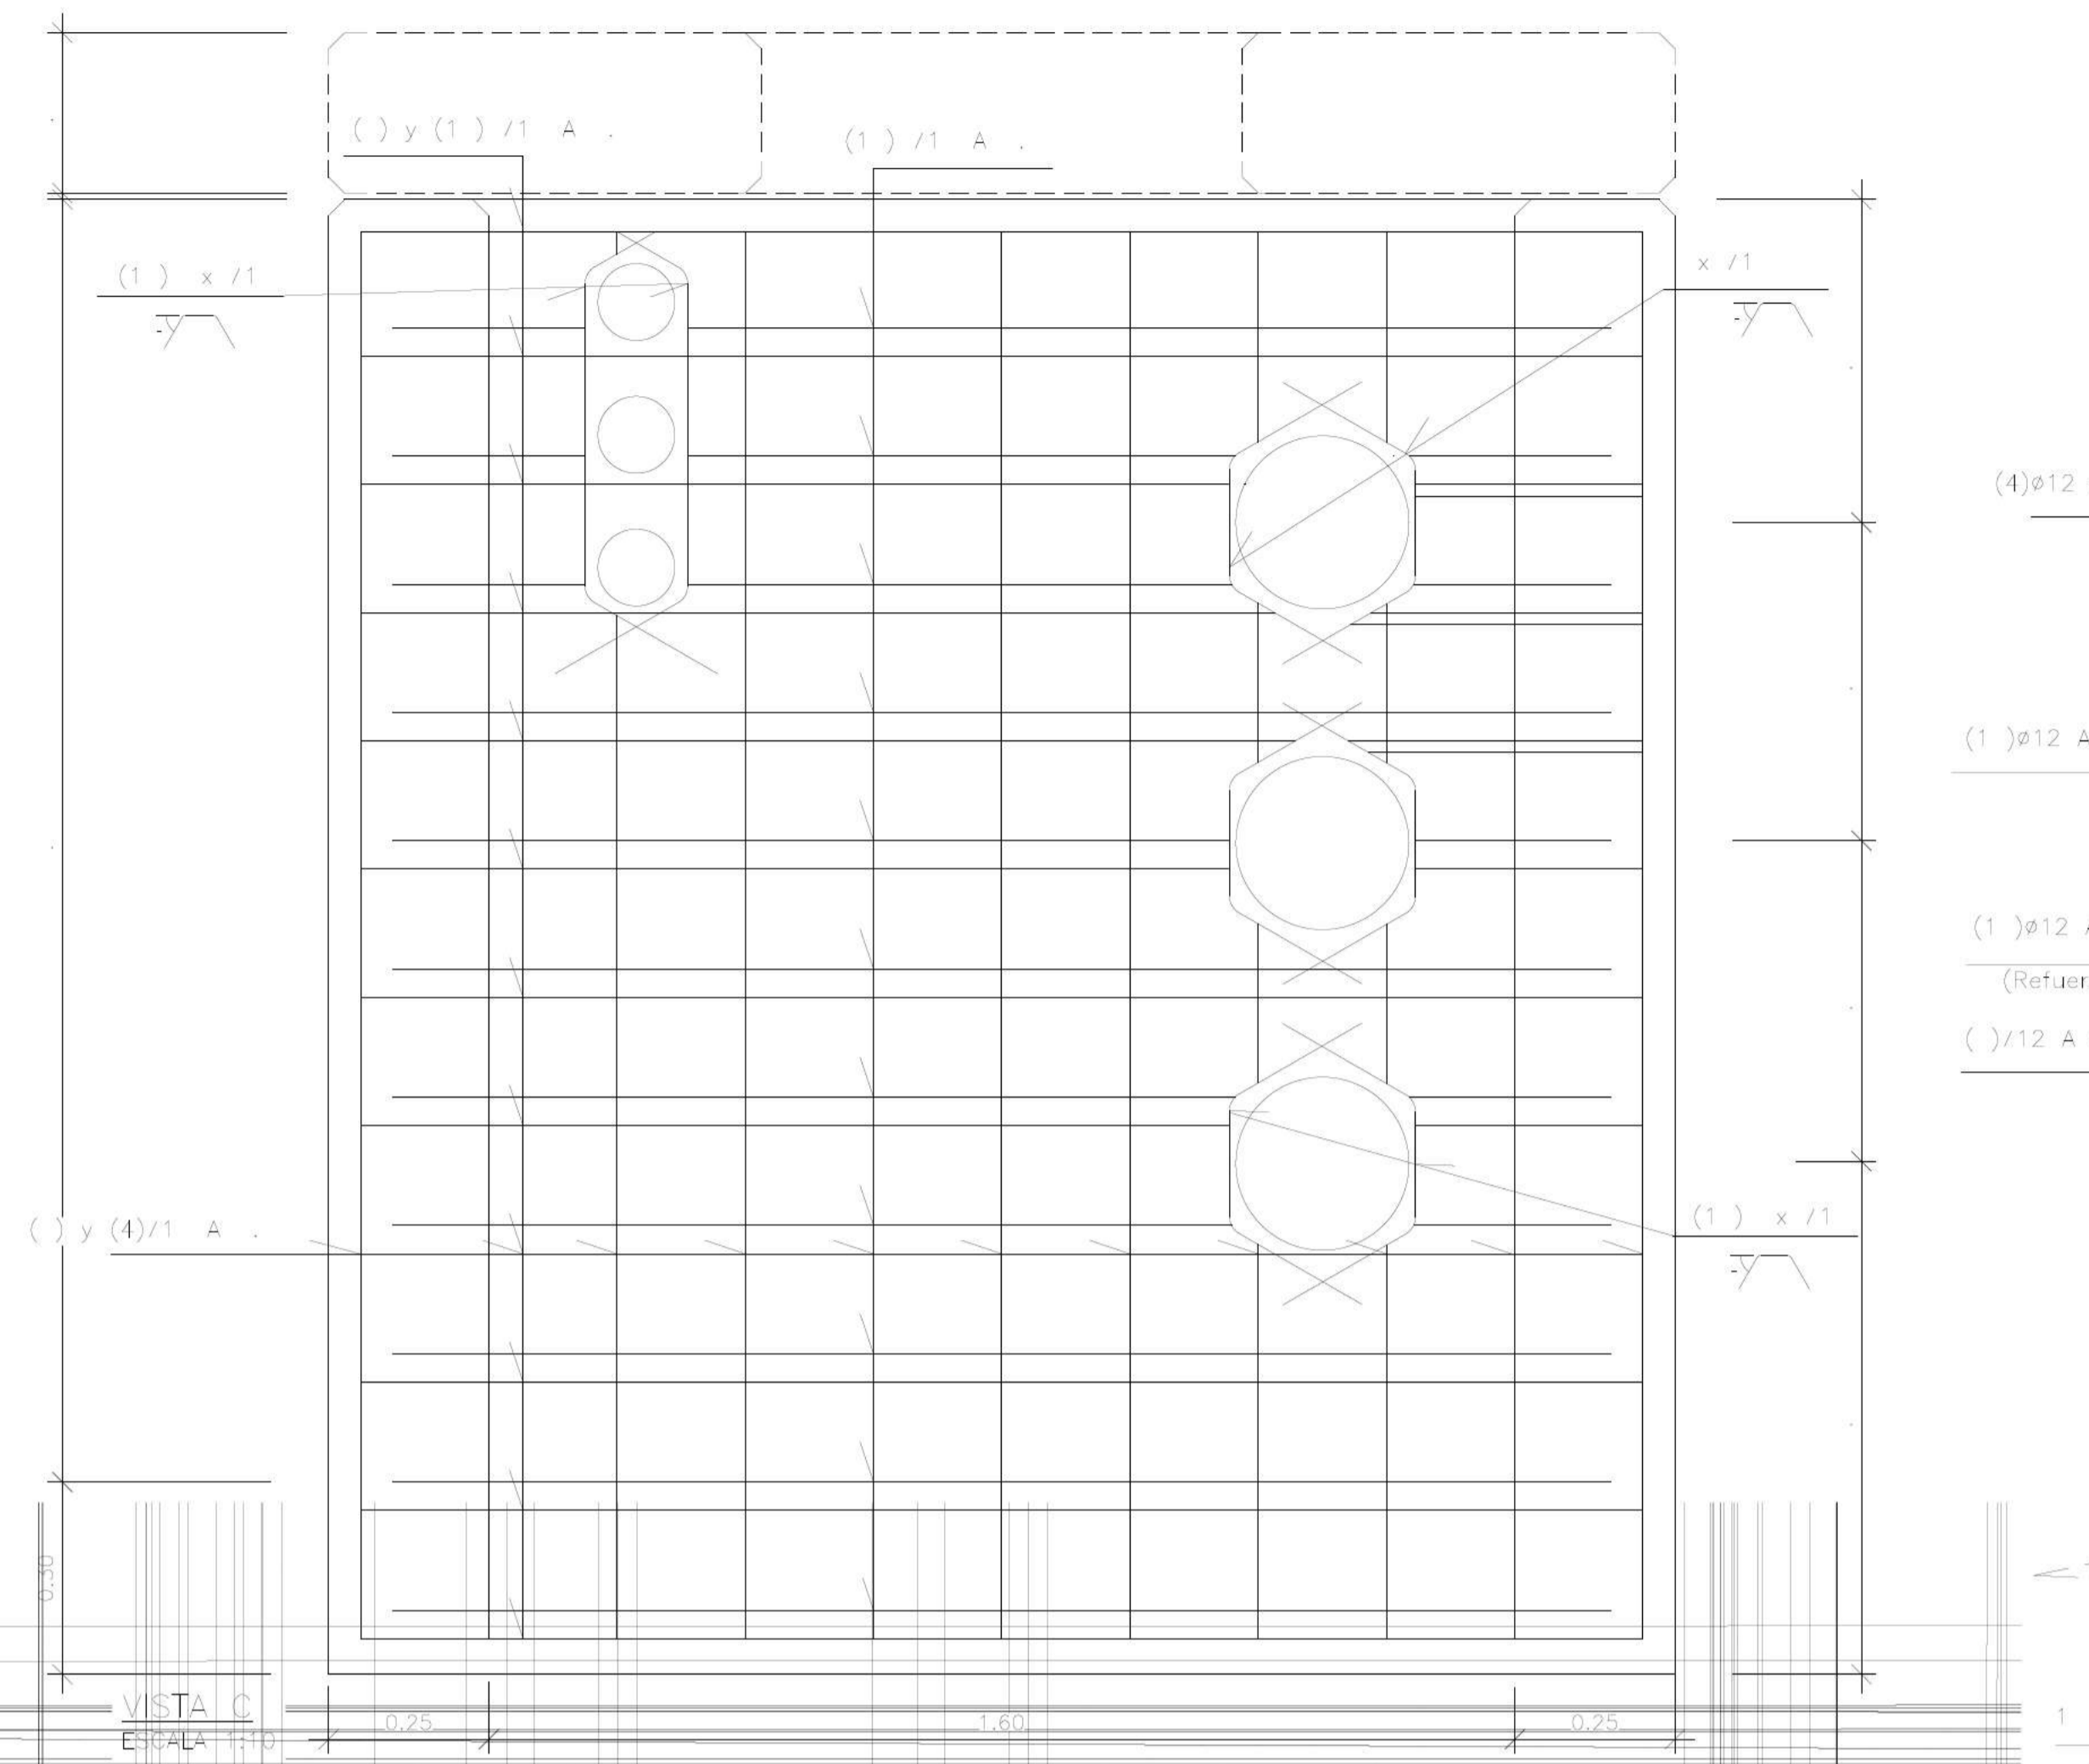 ( ) y (1 ) /1 A .
(1 ) /1 A .
(1 ) x /1
x /1
(4)ø12
(1 )ø12 A
(1 )ø12 A
(Refuer
( )/12 A
( ) y (4)/1 A .
(1 ) x /1
0.30
VISTA C
ESCALA 1:10
0.25
1.60
0.25
1